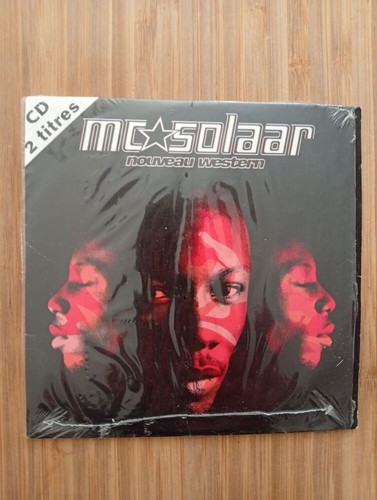 CD
2 titres
mc★solaar
nouveau western